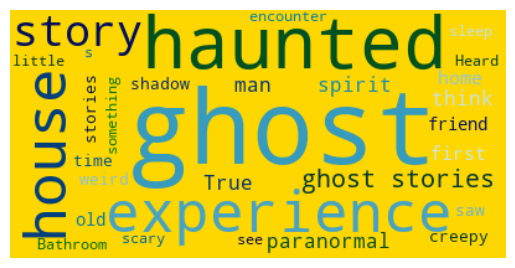 encounter
story
haunted
sleep
s
little
Heard
house
stories
something
shadow
man
spirit
home
think
ghost
friend
time
first
weird
True
ghost stories
old
experience
saw
Bathroom
scary
see
paranormal
creepy